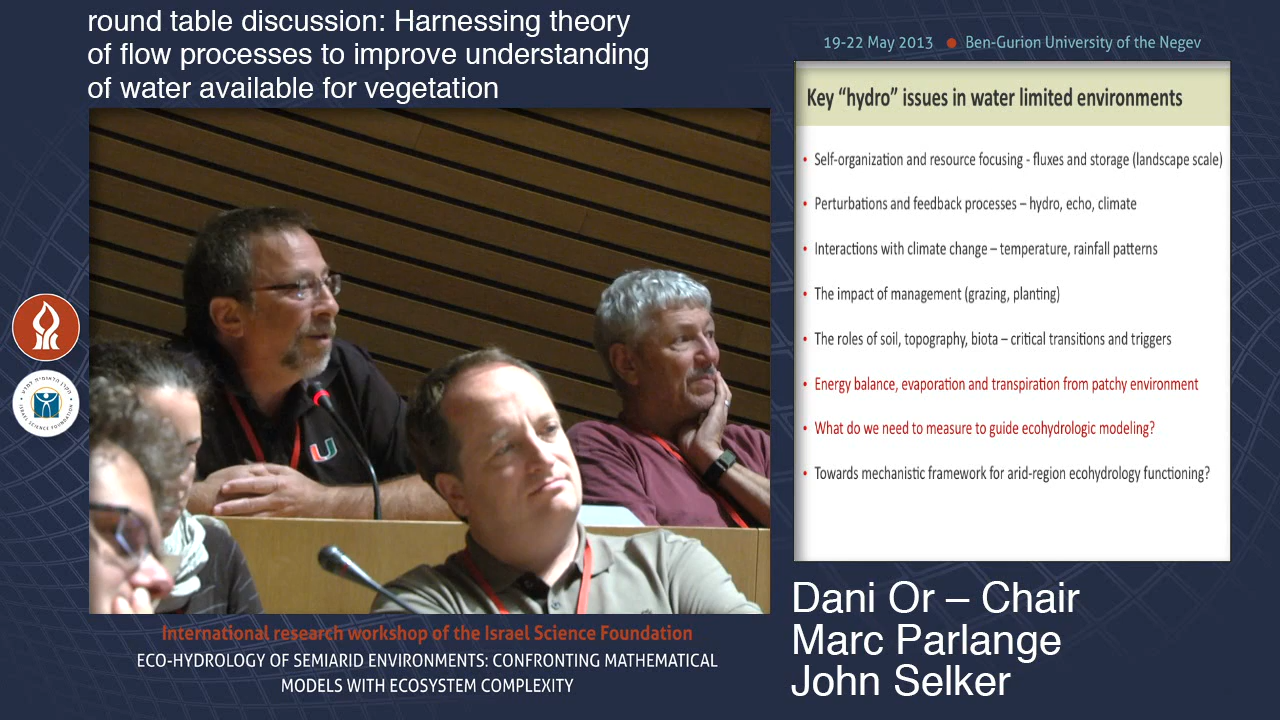 round table discussion: Harnessing theory
of flow processes to improve understanding
of water available for vegetation
19-22 May 2013 ● Ben-Gurion University of the Negev
Key “hydro” issues in water limited environments
• Self-organization and resource focusing - fluxes and storage (landscape scale)
• Perturbations and feedback processes – hydro, echo, climate
• Interactions with climate change – temperature, rainfall patterns
• The impact of management (grazing, planting)
• The roles of soil, topography, biota – critical transitions and triggers
• Energy balance, evaporation and transpiration from patchy environment
• What do we need to measure to guide ecohydrologic modeling?
• Towards mechanistic framework for arid-region ecohydrology functioning?
U
ISRAEL SCIENCE FOUNDATION
International research workshop of the Israel Science Foundation
ECO-HYDROLOGY OF SEMIARID ENVIRONMENTS: CONFRONTING MATHEMATICAL
MODELS WITH ECOSYSTEM COMPLEXITY
Dani Or – Chair
Marc Parlange
John Selker